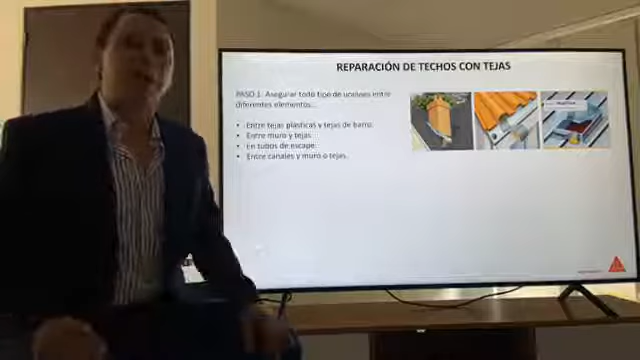 REPARACIÓN DE TECHOS CON TEJAS
PASO 1. Asegurar todo tipo de uniones entre
diferentes elementos...
• Entre tejas plásticas y tejas de barro.
• Entre muro y tejas.
• En tubos de escape.
• Entre canales y muro o tejas.